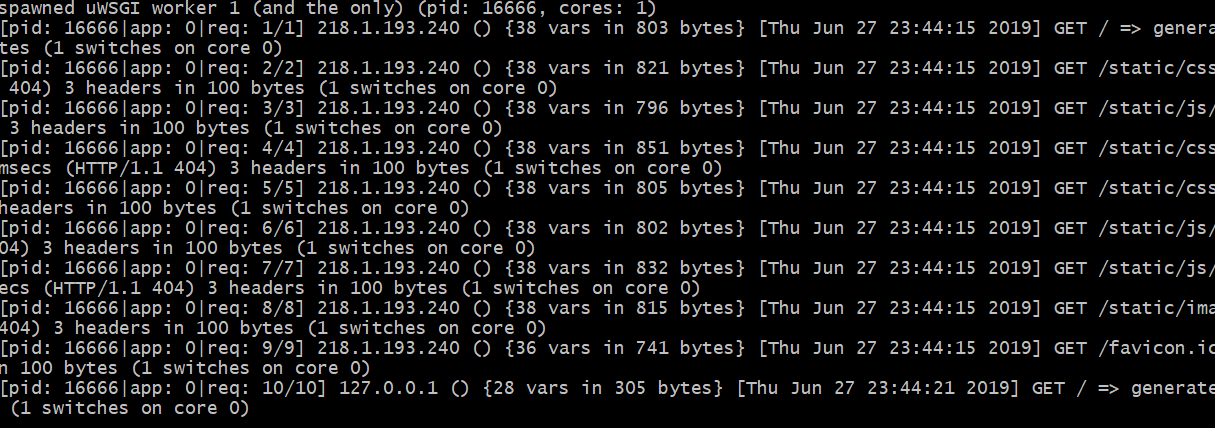 spawned uWSGI worker 1 (and the only) (pid: 16666, cores: 1)
[pid: 16666|app: 0|req: 1/1] 218.1.193.240 () {38 vars in 803 bytes} [Thu Jun 27 23:44:15 2019] GET / => genera
tes (1 switches on core 0)
[pid: 16666|app: 0|req: 2/2] 218.1.193.240 () {38 vars in 821 bytes} [Thu Jun 27 23:44:15 2019] GET /static/css
 404) 3 headers in 100 bytes (1 switches on core 0)
[pid: 16666|app: 0|req: 3/3] 218.1.193.240 () {38 vars in 796 bytes} [Thu Jun 27 23:44:15 2019] GET /static/js/
 3 headers in 100 bytes (1 switches on core 0)
[pid: 16666|app: 0|req: 4/4] 218.1.193.240 () {38 vars in 851 bytes} [Thu Jun 27 23:44:15 2019] GET /static/css
msecs (HTTP/1.1 404) 3 headers in 100 bytes (1 switches on core 0)
[pid: 16666|app: 0|req: 5/5] 218.1.193.240 () {38 vars in 805 bytes} [Thu Jun 27 23:44:15 2019] GET /static/css
headers in 100 bytes (1 switches on core 0)
[pid: 16666|app: 0|req: 6/6] 218.1.193.240 () {38 vars in 802 bytes} [Thu Jun 27 23:44:15 2019] GET /static/js/
04) 3 headers in 100 bytes (1 switches on core 0)
[pid: 16666|app: 0|req: 7/7] 218.1.193.240 () {38 vars in 832 bytes} [Thu Jun 27 23:44:15 2019] GET /static/js/
ecs (HTTP/1.1 404) 3 headers in 100 bytes (1 switches on core 0)
[pid: 16666|app: 0|req: 8/8] 218.1.193.240 () {38 vars in 815 bytes} [Thu Jun 27 23:44:15 2019] GET /static/ima
404) 3 headers in 100 bytes (1 switches on core 0)
[pid: 16666|app: 0|req: 9/9] 218.1.193.240 () {36 vars in 741 bytes} [Thu Jun 27 23:44:15 2019] GET /favicon.ic
n 100 bytes (1 switches on core 0)
[pid: 16666|app: 0|req: 10/10] 127.0.0.1 () {28 vars in 305 bytes} [Thu Jun 27 23:44:21 2019] GET / => generate
 (1 switches on core 0)